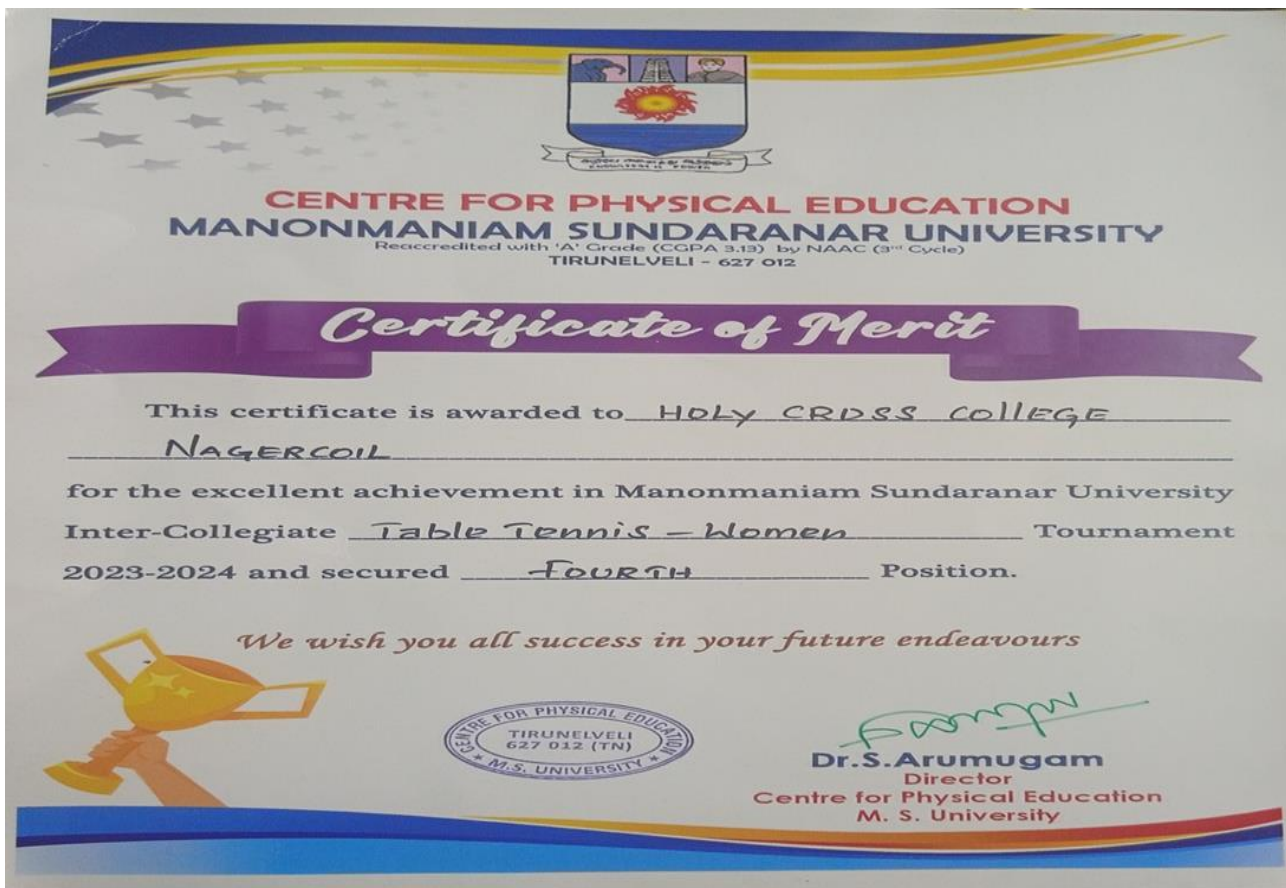 CENTRE FOR PHYSICAL EDUCATION
MANONMANIAM SUNDARANAR UNIVERSITY
Reaccredited with 'A' Grade (CGPA 3.13) by NAAC (3rd Cycle)
TIRUNELVELI - 627 012
Certificate of Merit
This certificate is awarded to HOLY CROSS COllEGE
NAGERCOIL
for the excellent achievement in Manonmaniam Sundaranar University
Inter-Collegiate Table Tennis - Women Tournament
2023-2024 and secured FOURTH Position.
We wish you all success in your future endeavours
CENTRE FOR PHYSICAL EDUCATION
TIRUNELVELI
627 012 (TN)
M.S. UNIVERSITY
Dr.S.Arumugam
Director
Centre for Physical Education
M. S. University